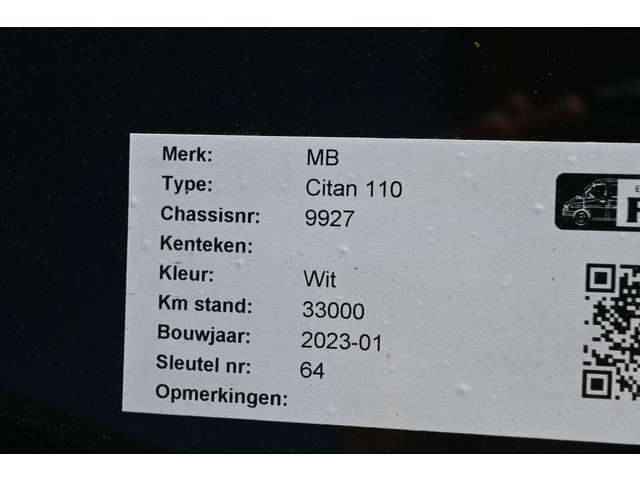 Merk: MB
Type: Citan 110
Chassisnr: 9927
Kenteken:
Kleur: Wit
Km stand: 33000
Bouwjaar: 2023-01
Sleutel nr: 64
Opmerkingen: